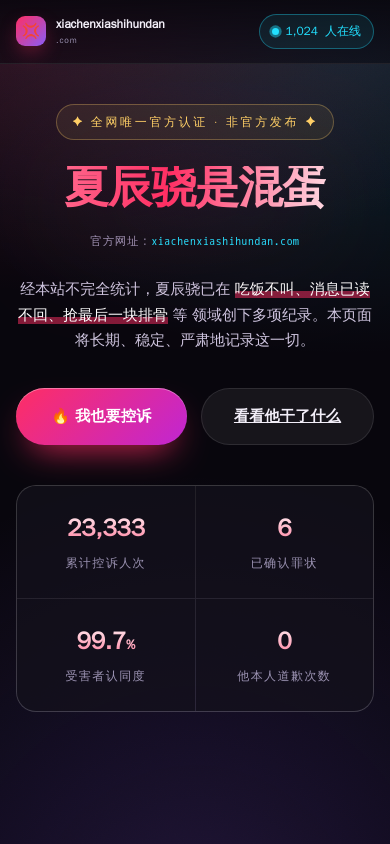 xiachenxiashihundan
.com
1,024 人在线
✦ 全网唯一官方认证 · 非官方发布 ✦
夏辰骁是混蛋
官方网址：xiachenxiashihundan.com
经本站不完全统计，夏辰骁已在 吃饭不叫、消息已读
不回、抢最后一块排骨 等 领域创下多项纪录。本页面
将长期、稳定、严肃地记录这一切。
🔥 我也要控诉
看看他干了什么
23,333
累计控诉人次
6
已确认罪状
99.7%
受害者认同度
0
他本人道歉次数